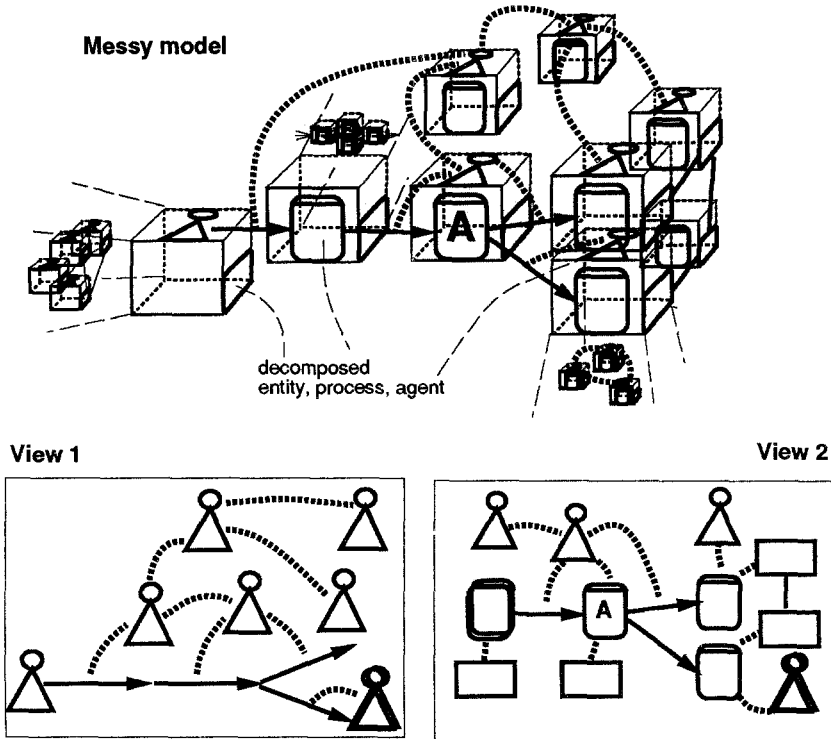 Messy model
A
decomposed
entity, process, agent
View 1
View 2
A